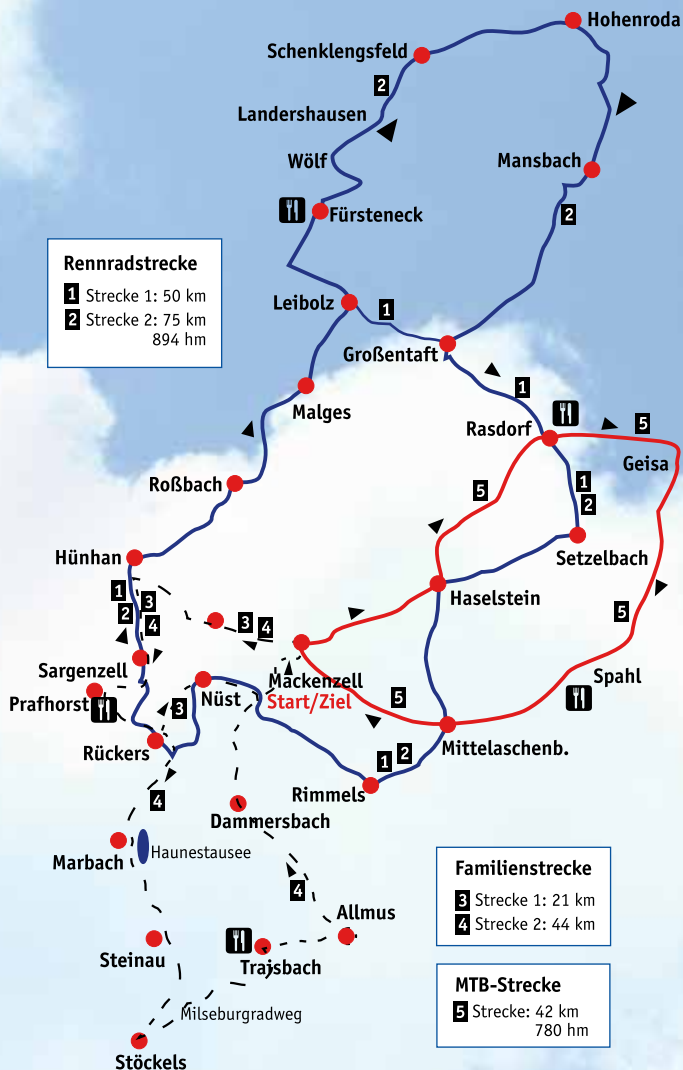 Hohenroda
Schenklengsfeld
2
Landershausen
Wölf
Mansbach
2
Fürsteneck
Rennradstrecke
1 Strecke 1: 50 km
2 Strecke 2: 75 km
894 hm
Leibolz
1
Großentaft
1
Malges
Rasdorf
5
Geisa
Roßbach
5
1
2
Hünhan
Setzelbach
1
3
2
4
Haselstein
3
4
5
Sargenzell
Mackenzell
Start/Ziel
Spahl
Prafhorst
3
Nüst
5
Rückers
Mittelaschenb.
1
2
4
Rimmels
Dammersbach
Marbach
Haunestausee
4
Familienstrecke
3 Strecke 1: 21 km
4 Strecke 2: 44 km
Allmus
Steinau
Traisbach
MTB-Strecke
5 Strecke: 42 km
780 hm
Milseburgradweg
Stöckels